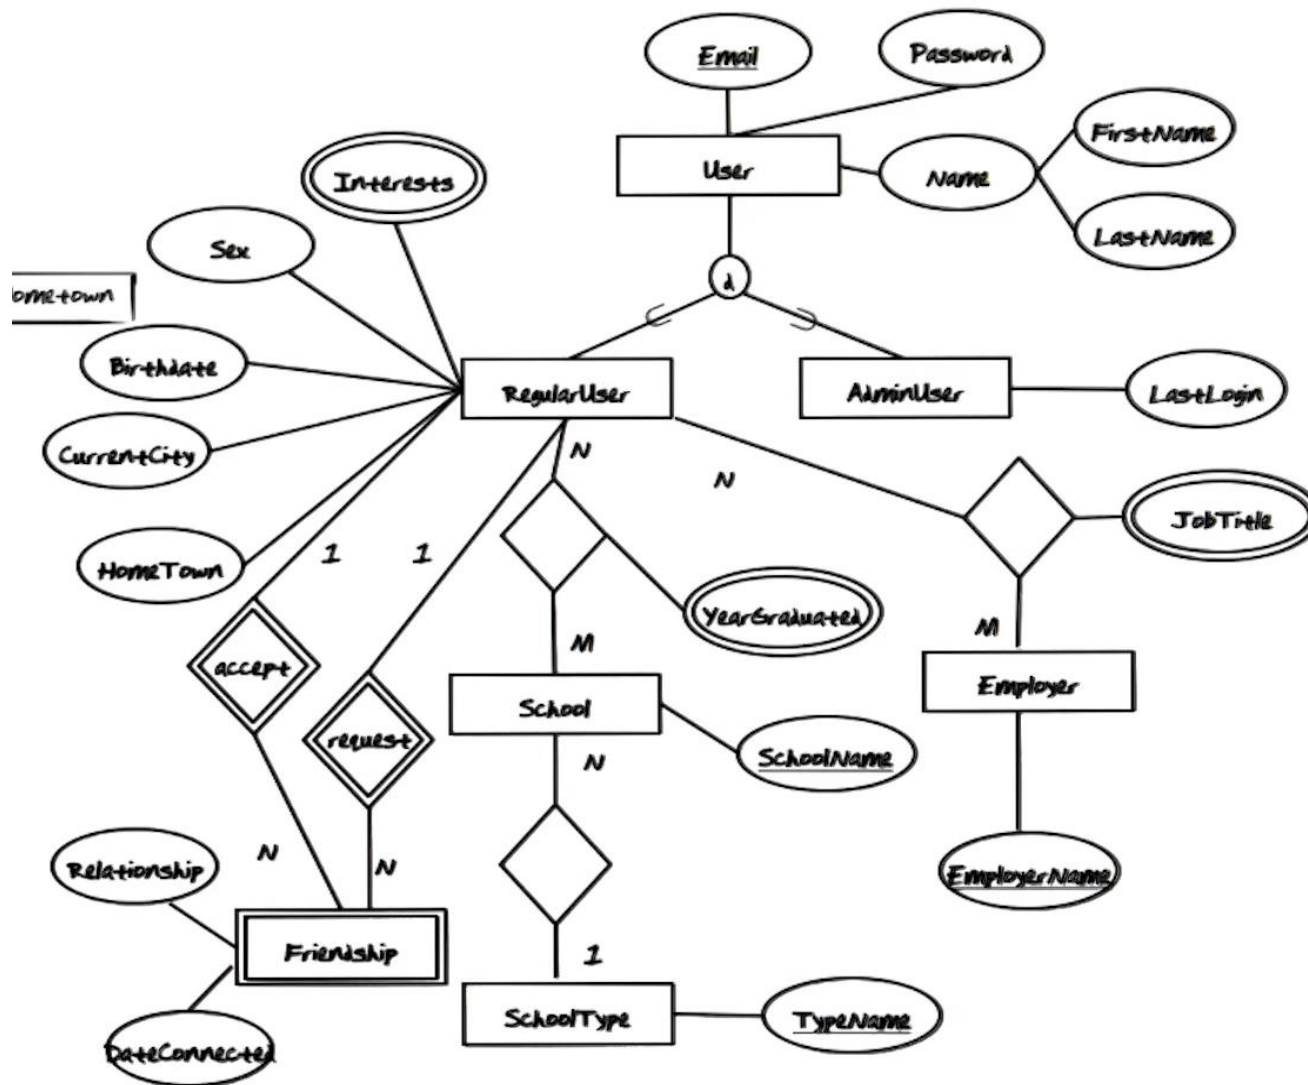 Email
Password
FirstName
User
Name
Interests
LastName
Sex
d
ometown
Birthdate
RegularUser
AdminUser
LastLogin
CurrentCity
N
N
JobTitle
HomeTown
1
1
YearGraduated
M
M
accept
Employer
School
request
SchoolName
N
N
N
Relationship
EmployerName
Friendship
1
SchoolType
TypeName
DateConnected